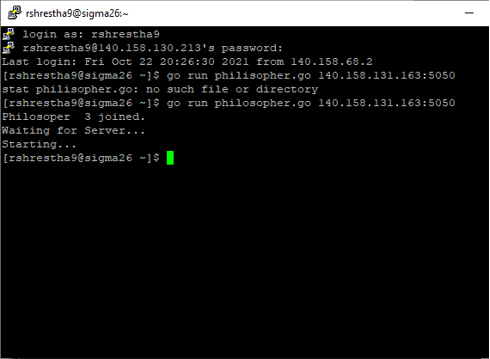 rshrestha9@sigma26:~
login as: rshrestha9
rshrestha9@140.158.130.213's password:
Last login: Fri Oct 22 20:26:30 2021 from 140.158.68.2
[rshrestha9@sigma26 ~]$ go run philisopher.go 140.158.131.163:5050
stat philisopher.go: no such file or directory
[rshrestha9@sigma26 ~]$ go run philosopher.go 140.158.131.163:5050
Philosoper  3 joined.
Waiting for Server...
Starting...
[rshrestha9@sigma26 ~]$